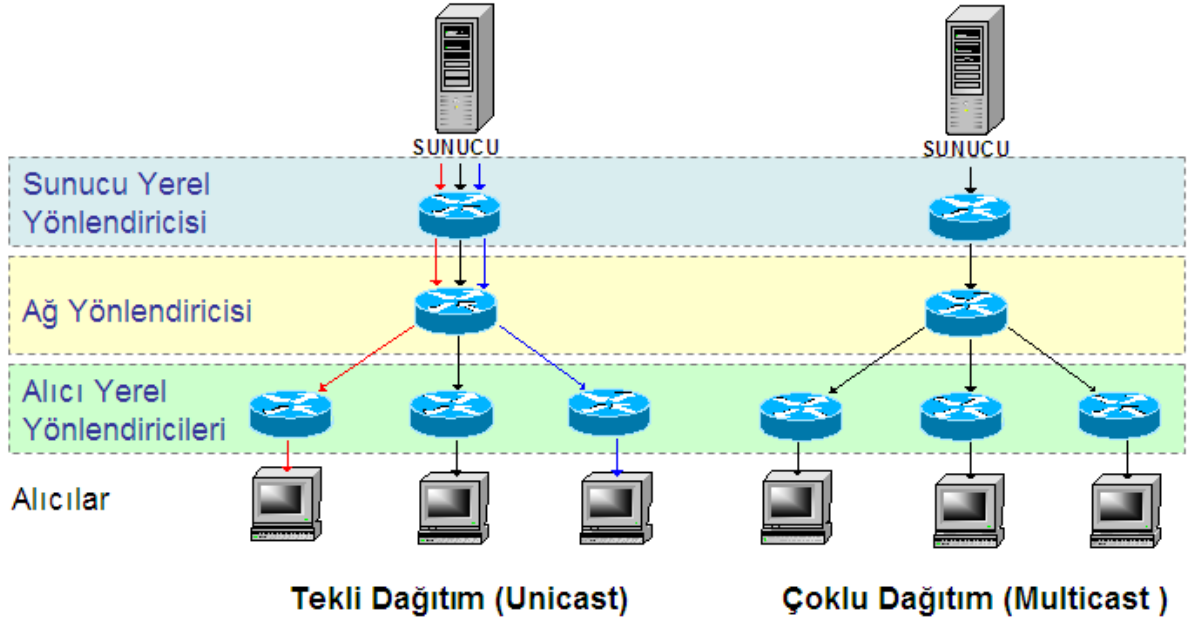 SUNUCU
SUNUCU
Sunucu Yerel
Yönlendiricisi
Ağ Yönlendiricisi
Alıcı Yerel
Yönlendiricileri
Alıcılar
Tekli Dağıtım (Unicast)
Çoklu Dağıtım (Multicast )